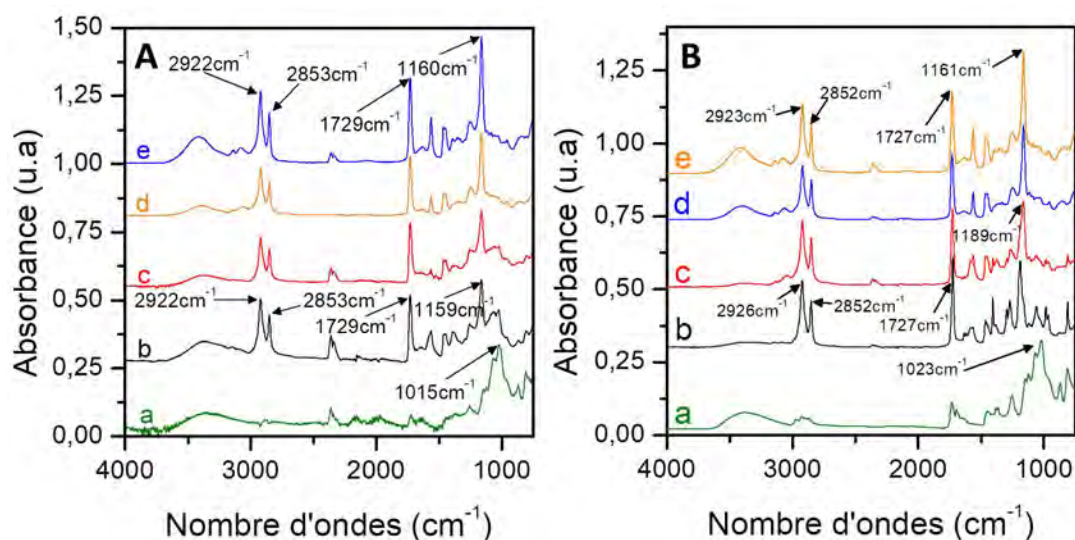 A
1,50
1,25
1,00
0,75
0,50
0,25
0,00
Absorbance (u.a)
2922cm⁻¹
2853cm⁻¹
1160cm⁻¹
1729cm⁻¹
e
d
c
2922cm⁻¹
2853cm⁻¹
1159cm⁻¹
1729cm⁻¹
b
1015cm⁻¹
a
4000
3000
2000
1000
Nombre d'ondes (cm⁻¹)
B
1,25
1,00
0,75
0,50
0,25
0,00
Absorbance (u.a)
1161cm⁻¹
2852cm⁻¹
2923cm⁻¹
1727cm⁻¹
e
d
1189cm⁻¹
c
2926cm⁻¹
2852cm⁻¹
1727cm⁻¹
b
1023cm⁻¹
a
4000
3000
2000
1000
Nombre d'ondes (cm⁻¹)